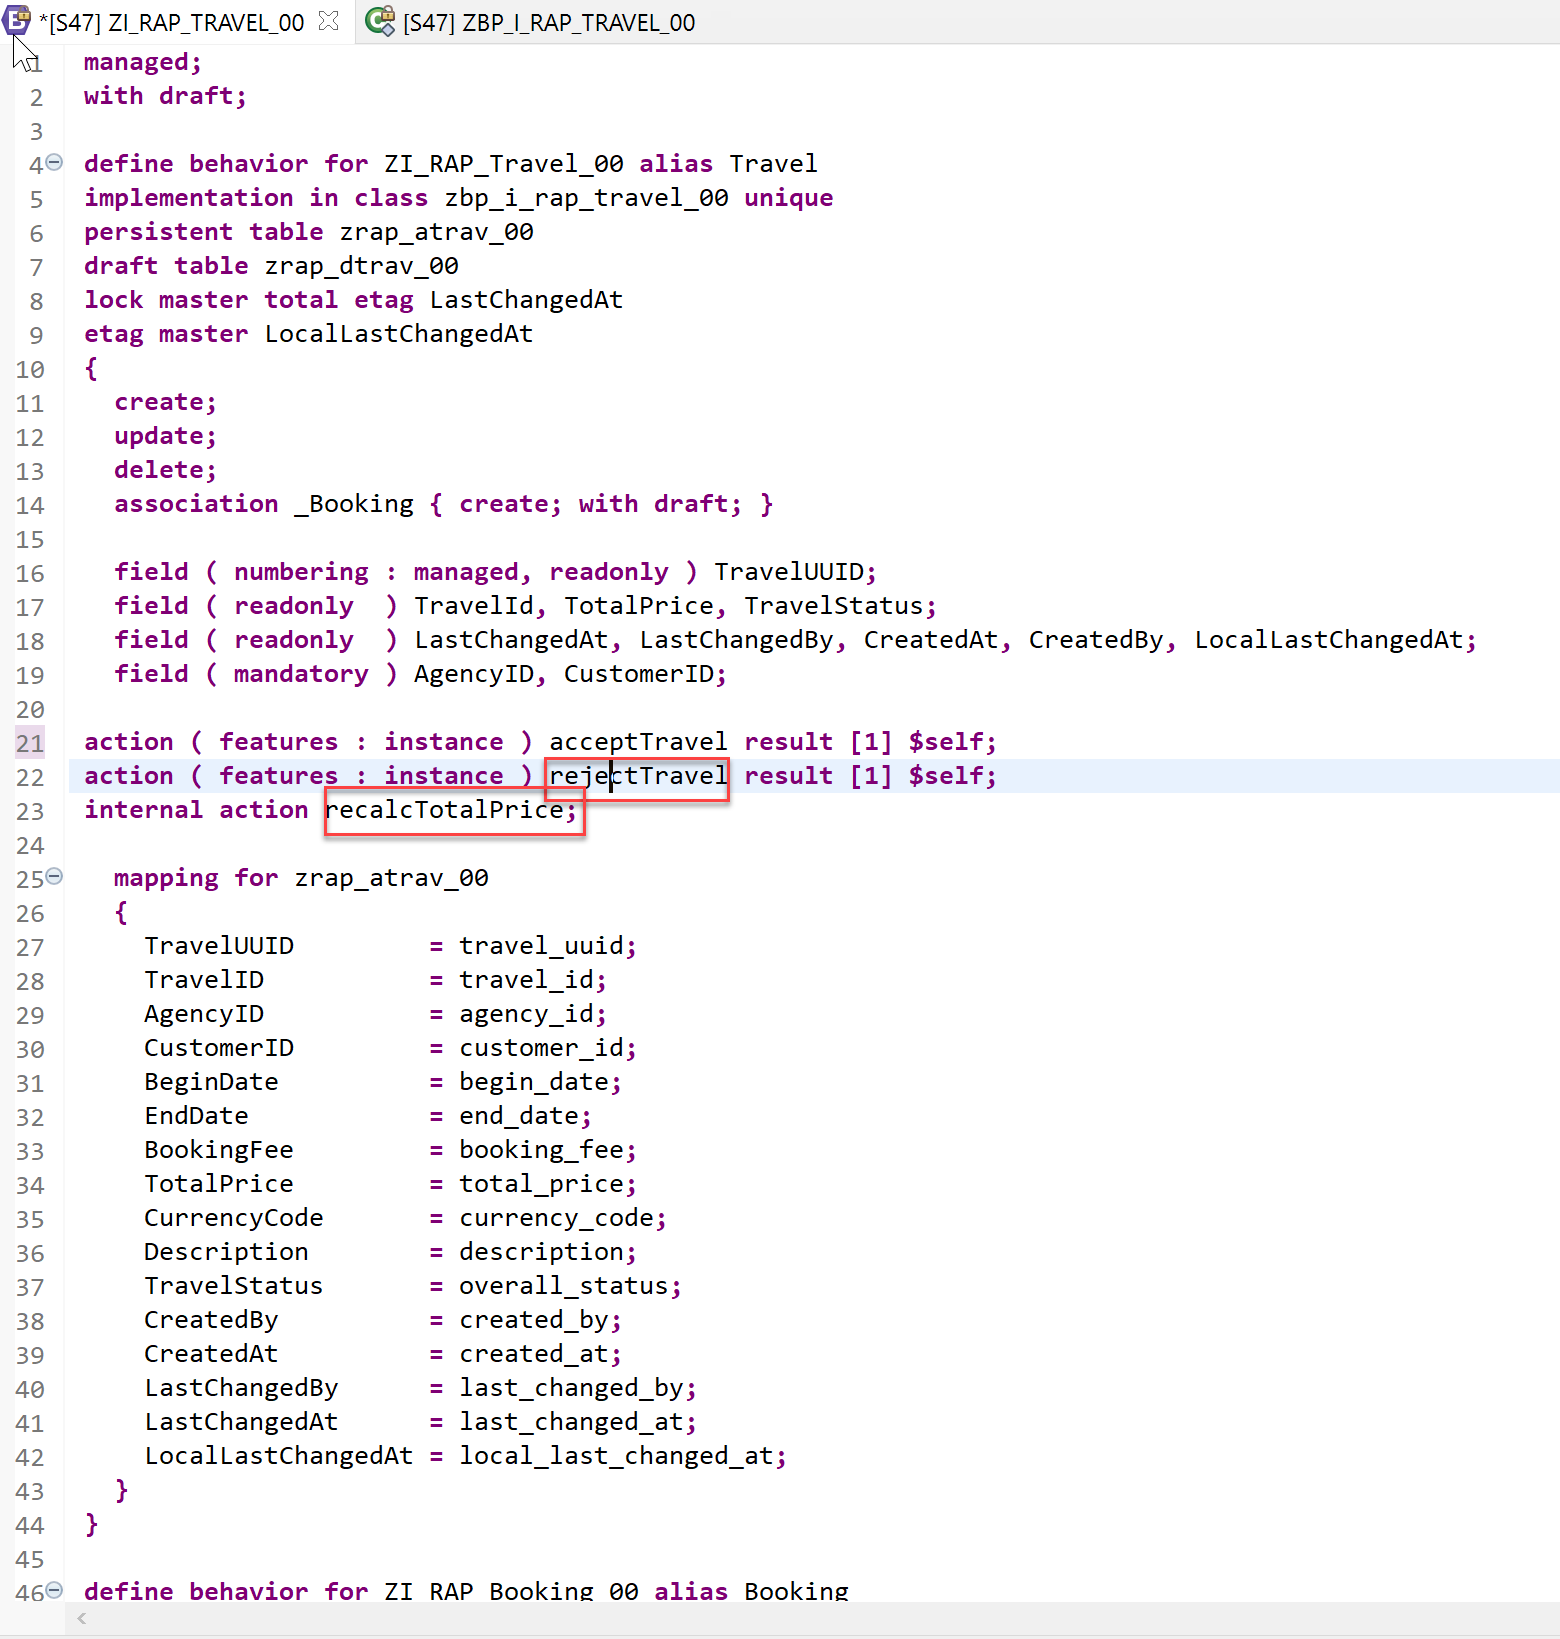 *[S47] ZI_RAP_TRAVEL_00 [S47] ZBP_I_RAP_TRAVEL_00
1 managed;
2 with draft;
3
4 define behavior for ZI_RAP_Travel_00 alias Travel
5 implementation in class zbp_i_rap_travel_00 unique
6 persistent table zrap_atrav_00
7 draft table zrap_dtrav_00
8 lock master total etag LastChangedAt
9 etag master LocalLastChangedAt
10 {
11 create;
12 update;
13 delete;
14 association _Booking { create; with draft; }
15
16 field ( numbering : managed, readonly ) TravelUUID;
17 field ( readonly  ) TravelId, TotalPrice, TravelStatus;
18 field ( readonly  ) LastChangedAt, LastChangedBy, CreatedAt, CreatedBy, LocalLastChangedAt;
19 field ( mandatory ) AgencyID, CustomerID;
20
21 action ( features : instance ) acceptTravel result [1] $self;
22 action ( features : instance ) rejectTravel result [1] $self;
23 internal action recalcTotalPrice;
24
25 mapping for zrap_atrav_00
26 {
27 TravelUUID = travel_uuid;
28 TravelID = travel_id;
29 AgencyID = agency_id;
30 CustomerID = customer_id;
31 BeginDate = begin_date;
32 EndDate = end_date;
33 BookingFee = booking_fee;
34 TotalPrice = total_price;
35 CurrencyCode = currency_code;
36 Description = description;
37 TravelStatus = overall_status;
38 CreatedBy = created_by;
39 CreatedAt = created_at;
40 LastChangedBy = last_changed_by;
41 LastChangedAt = last_changed_at;
42 LocalLastChangedAt = local_last_changed_at;
43 }
44 }
45
46 define behavior for ZI_RAP_Booking_00 alias Booking